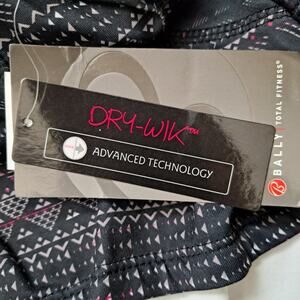 DRY-WIK™
ADVANCED TECHNOLOGY
B BALLY TOTAL FITNESS®